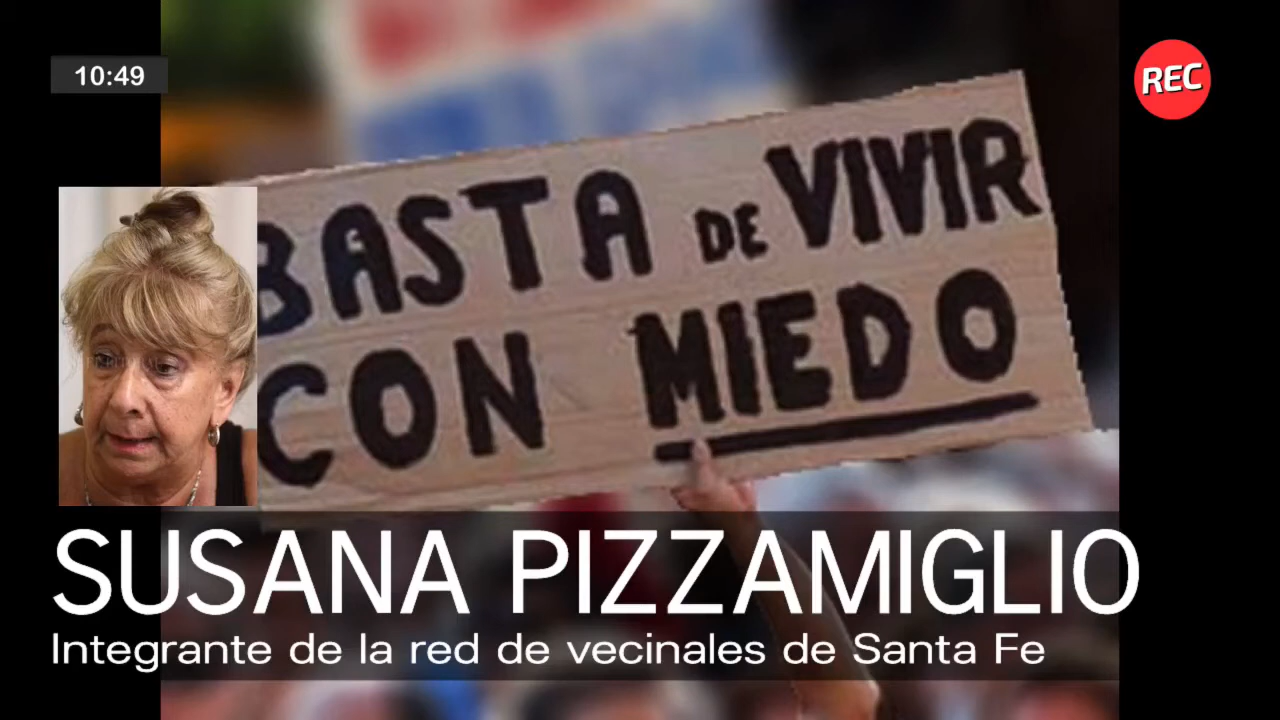 10:49
REC
BASTA DE VIVIR
CON MIEDO
SUSANA PIZZAMIGLIO
Integrante de la red de vecinales de Santa Fe